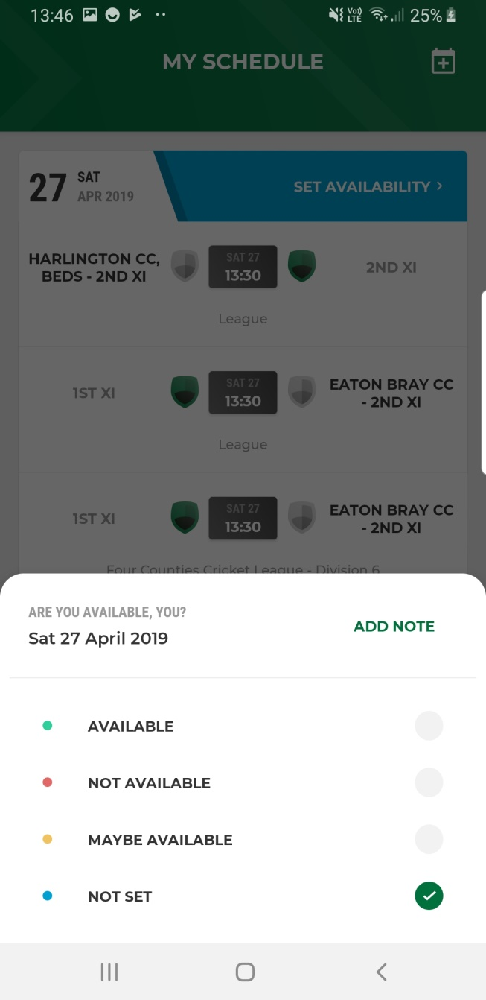 13:46
Vo))
LTE
25%
MY SCHEDULE
27
SAT
APR 2019
SET AVAILABILITY
HARLINGTON CC,
BEDS - 2ND XI
SAT 27
13:30
2ND XI
League
1ST XI
SAT 27
13:30
EATON BRAY CC
- 2ND XI
League
1ST XI
SAT 27
13:30
EATON BRAY CC
- 2ND XI
Four Counties Cricket League - Division 6
ARE YOU AVAILABLE, YOU?
Sat 27 April 2019
ADD NOTE
AVAILABLE
NOT AVAILABLE
MAYBE AVAILABLE
NOT SET